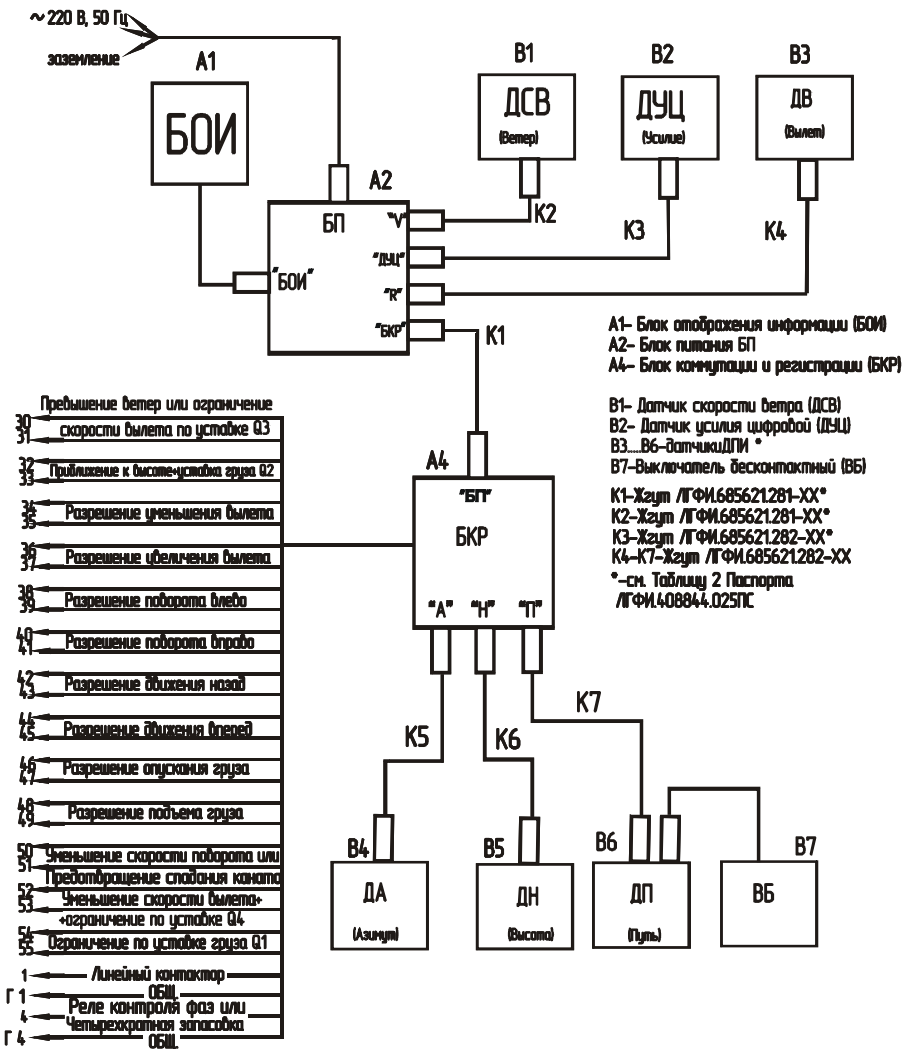 ~ 220 В, 50 Гц
заземление
А1
БОИ
А2
БП
"БОИ"
"V"
"ДУЦ"
"R"
"БКР"
В1
ДСВ
(Ветер)
В2
ДУЦ
(Усилие)
В3
ДВ
(Вылет)
К2
К3
К4
К1
А1– Блок отображения информации (БОИ)
А2– Блок питания БП
А4– Блок коммутации и регистрации (БКР)
В1– Датчик скорости ветра (ДСВ)
В2– Датчик усилия цифровой (ДУЦ)
В3.....В6–датчикиДПИ *
В7–Выключатель бесконтактный (ВБ)
К1–Жгут ЛГФИ.685621.281–ХХ*
К2–Жгут ЛГФИ.685621.281–ХХ*
К3–Жгут ЛГФИ.685621.282–ХХ*
К4–К7–Жгут ЛГФИ.685621.282–ХХ
*–см. Таблицу 2 Паспорта
ЛГФИ.408844.025ПС
А4
"БП"
БКР
"А" "Н" "П"
К5
К6
К7
В4
ДА
(Азимут)
В5
ДН
(Высота)
В6
ДП
(Путь)
В7
ВБ
Превышение ветер или ограничение
30
скорости вылета по уставке Q3
31
32
Приближение к высоте+уставка груза Q2
33
34
Разрешение уменьшения вылета
35
36
Разрешение увеличения вылета
37
38
Разрешение поворота влево
39
40
Разрешение поворота вправо
41
42
Разрешение движения назад
43
44
Разрешение движения вперед
45
46
Разрешение опускания груза
47
48
Разрешение подъема груза
49
50
Уменьшение скорости поворота или
51
Предотвращение спадания каната
52
Уменьшение скорости вылета+
53
+ограничение по уставке Q4
54
Ограничение по уставке груза Q1
55
1
Линейный контактор
Г 1
ОБЩ.
Реле контроля фаз или
4
Четырехкратная запасовка
Г 4
ОБЩ.